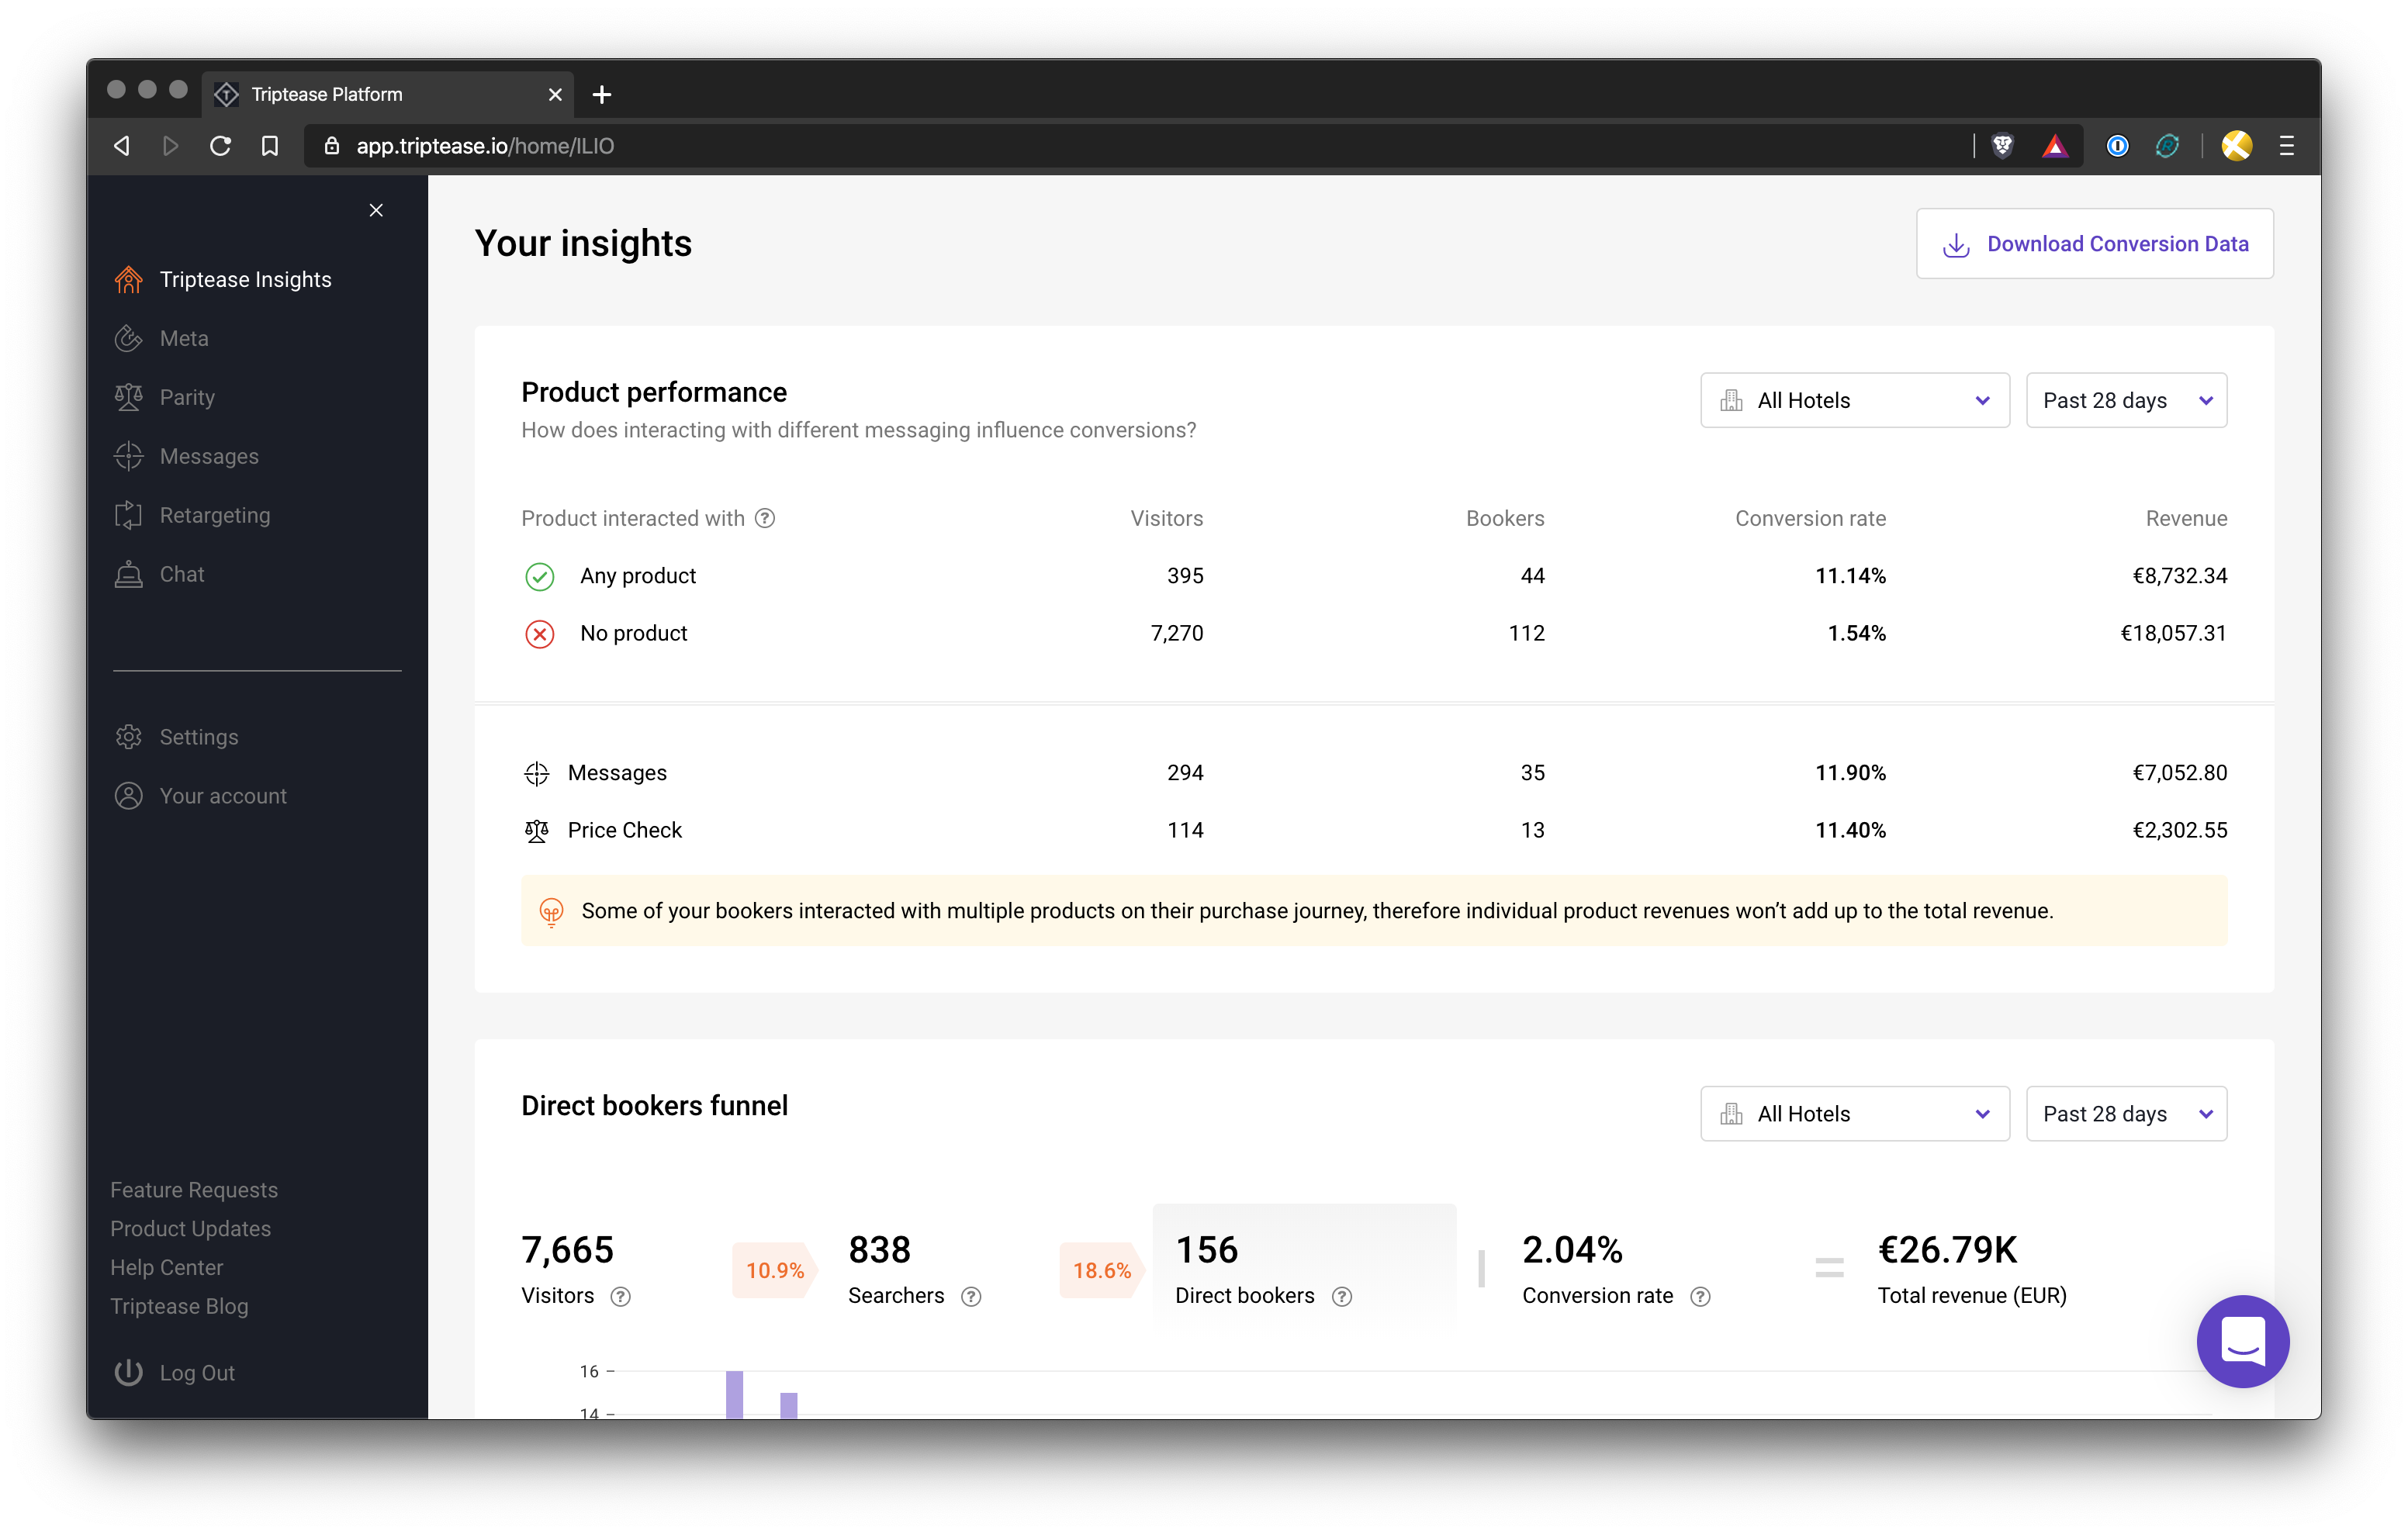 Triptease Platform
app.triptease.io/home/ILIO
Triptease Insights
Meta
Parity
Messages
Retargeting
Chat
Settings
Your account
Feature Requests
Product Updates
Help Center
Triptease Blog
Log Out
Your insights
Download Conversion Data
Product performance
How does interacting with different messaging influence conversions?
All Hotels
Past 28 days
Product interacted with ? Visitors Bookers Conversion rate Revenue
Any product 395 44 11.14% €8,732.34
No product 7,270 112 1.54% €18,057.31
Messages 294 35 11.90% €7,052.80
Price Check 114 13 11.40% €2,302.55
Some of your bookers interacted with multiple products on their purchase journey, therefore individual product revenues won’t add up to the total revenue.
Direct bookers funnel
All Hotels
Past 28 days
7,665
Visitors ?
10.9%
838
Searchers ?
18.6%
156
Direct bookers ?
2.04%
Conversion rate ?
=
€26.79K
Total revenue (EUR)
16
14